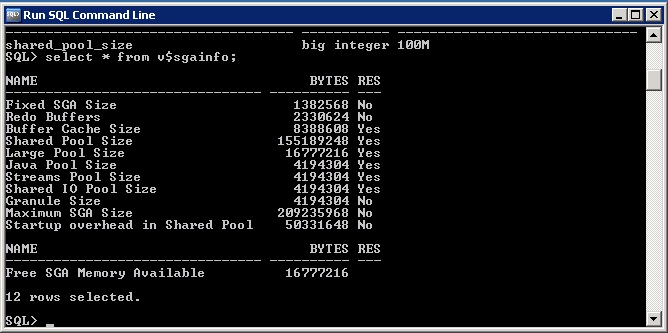 Run SQL Command Line
------------------------------------ ----------- ------------------------------
shared_pool_size                     big integer 100M
SQL> select * from v$sgainfo;

NAME                                  BYTES RES
-------------------------------- ---------- ---
Fixed SGA Size                      1382568 No
Redo Buffers                        2330624 No
Buffer Cache Size                   8388608 Yes
Shared Pool Size                  155189248 Yes
Large Pool Size                    16777216 Yes
Java Pool Size                      4194304 Yes
Streams Pool Size                   4194304 Yes
Shared IO Pool Size                 4194304 Yes
Granule Size                        4194304 No
Maximum SGA Size                  209235968 No
Startup overhead in Shared Pool    50331648 No

NAME                                  BYTES RES
-------------------------------- ---------- ---
Free SGA Memory Available          16777216

12 rows selected.

SQL> _